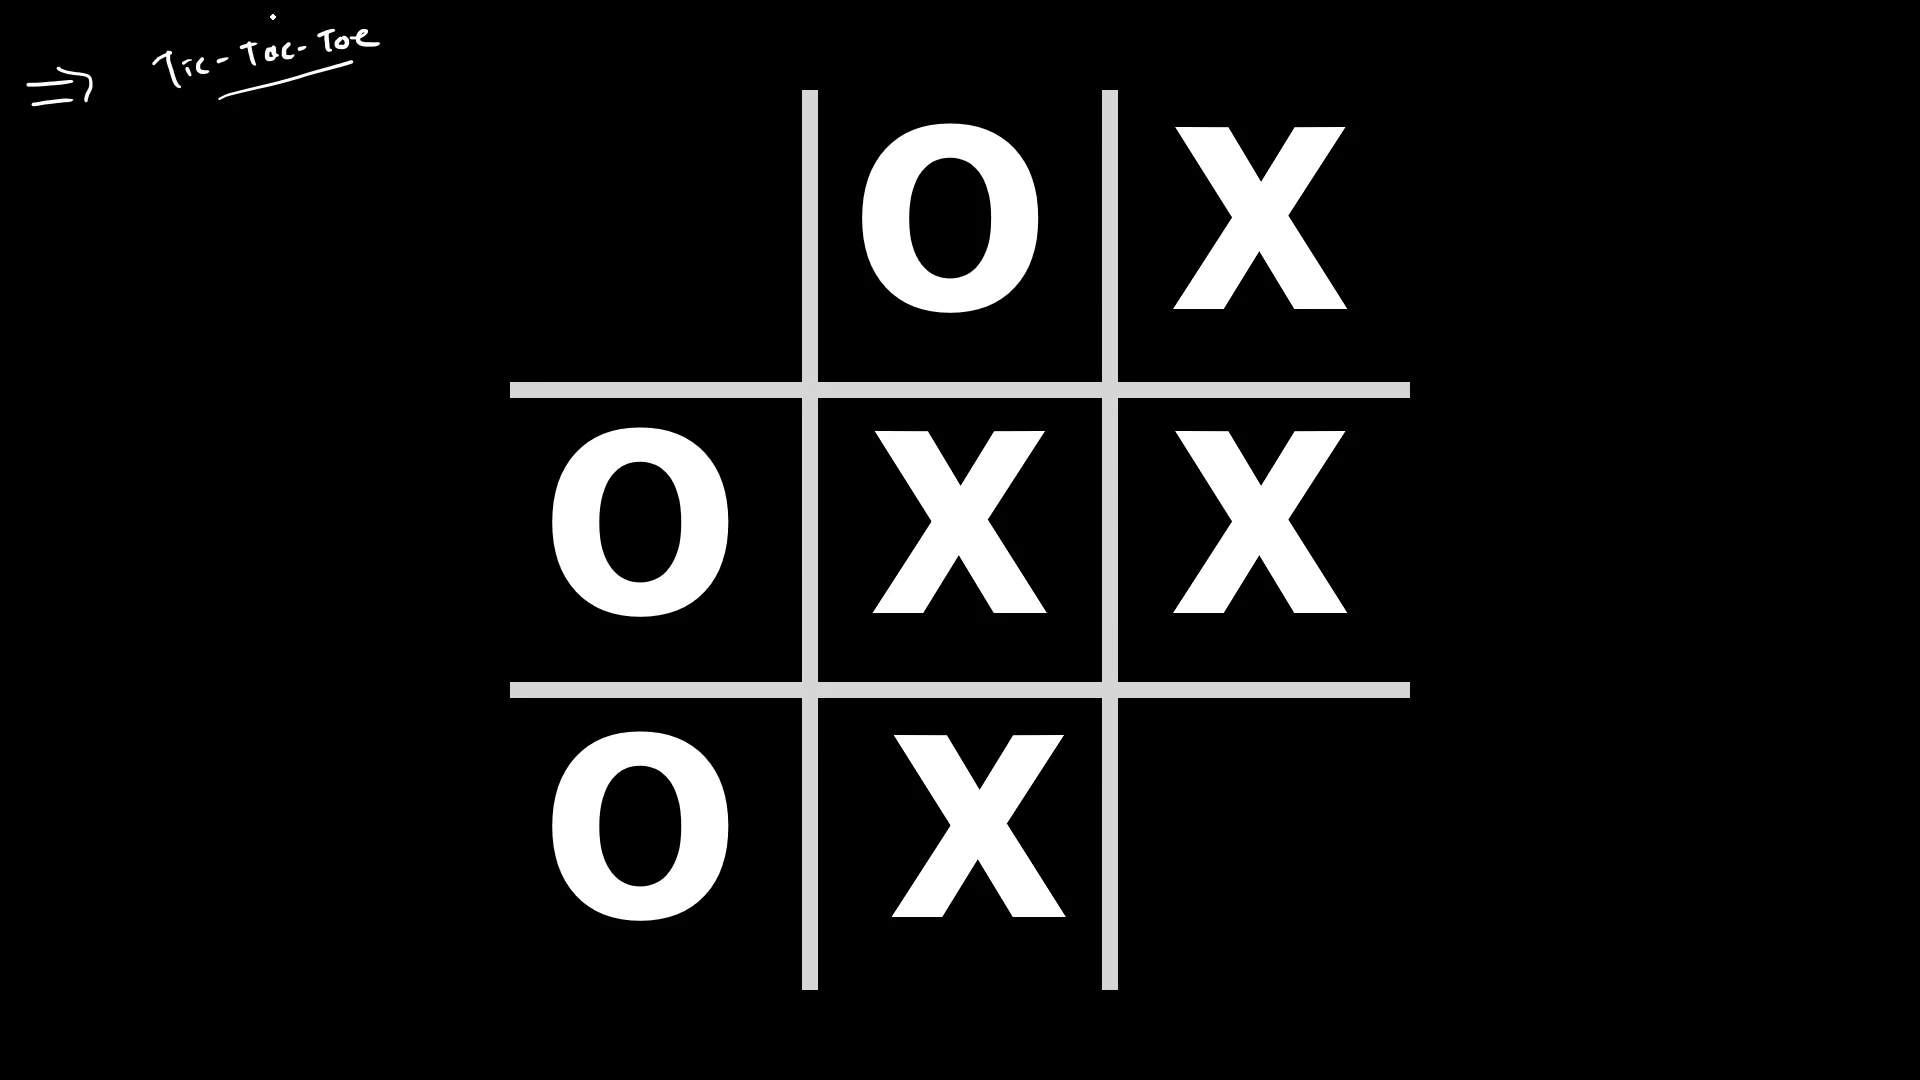 ⇒ Tic-Tac-Toe
O X
O X X
O X